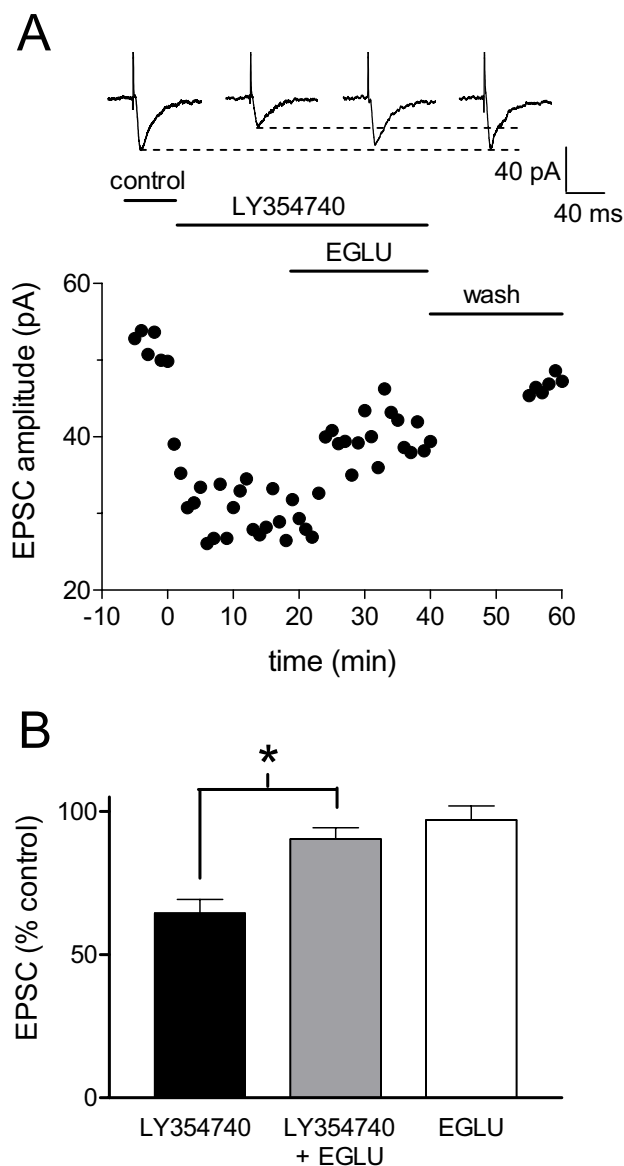 A
control
40 pA
40 ms
LY354740
EGLU
wash
EPSC amplitude (pA)
60
40
20
-10 0 10 20 30 40 50 60
time (min)
B
*
EPSC (% control)
100
50
0
LY354740 LY354740 EGLU
+ EGLU